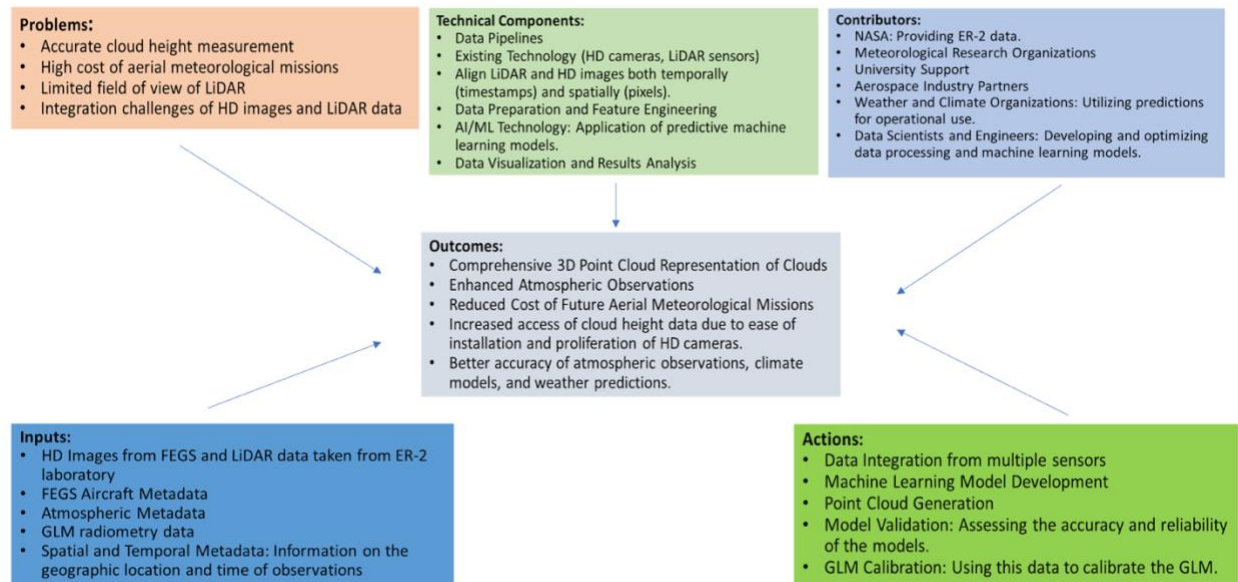 Problems:
• Accurate cloud height measurement
• High cost of aerial meteorological missions
• Limited field of view of LiDAR
• Integration challenges of HD images and LiDAR data
Technical Components:
• Data Pipelines
• Existing Technology (HD cameras, LiDAR sensors)
• Align LiDAR and HD images both temporally
(timestamps) and spatially (pixels).
• Data Preparation and Feature Engineering
• AI/ML Technology: Application of predictive machine
learning models.
• Data Visualization and Results Analysis
Contributors:
• NASA: Providing ER-2 data.
• Meteorological Research Organizations
• University Support
• Aerospace Industry Partners
• Weather and Climate Organizations: Utilizing predictions
for operational use.
• Data Scientists and Engineers: Developing and optimizing
data processing and machine learning models.
Outcomes:
• Comprehensive 3D Point Cloud Representation of Clouds
• Enhanced Atmospheric Observations
• Reduced Cost of Future Aerial Meteorological Missions
• Increased access of cloud height data due to ease of
installation and proliferation of HD cameras.
• Better accuracy of atmospheric observations, climate
models, and weather predictions.
Inputs:
• HD Images from FEGS and LiDAR data taken from ER-2
laboratory
• FEGS Aircraft Metadata
• Atmospheric Metadata
• GLM radiometry data
• Spatial and Temporal Metadata: Information on the
geographic location and time of observations
Actions:
• Data Integration from multiple sensors
• Machine Learning Model Development
• Point Cloud Generation
• Model Validation: Assessing the accuracy and reliability
of the models.
• GLM Calibration: Using this data to calibrate the GLM.